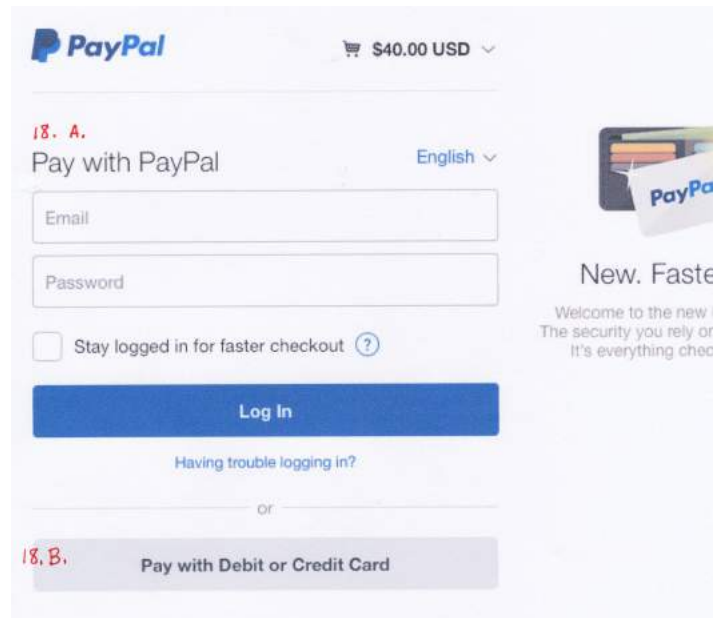 PayPal
$40.00 USD
18. A.
Pay with PayPal
English
Email
Password
Stay logged in for faster checkout ?
Log In
Having trouble logging in?
or
18. B.
Pay with Debit or Credit Card
PayPa
New. Faste
Welcome to the new
The security you rely or
It's everything chec